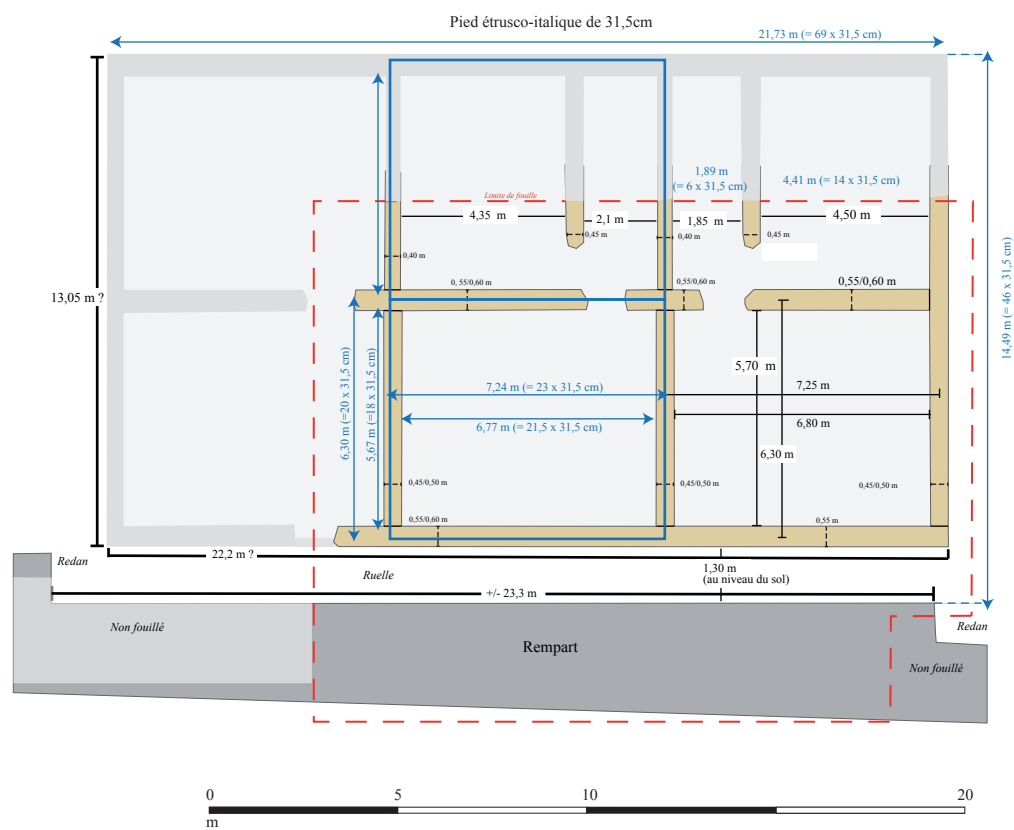 Pied étrusco-italique de 31,5cm
21,73 m (= 69 x 31,5 cm)
1,89 m
(= 6 x 31,5 cm)
4,41 m (= 14 x 31,5 cm)
Limite de fouille
4,35 m
2,1 m
1,85 m
4,50 m
0,45 m
0,40 m
0,45 m
0,40 m
0, 55/0,60 m
0,55/0,60 m
0,55/0,60 m
13,05 m ?
14,49 m (= 46 x 31,5 cm)
5,70 m
7,24 m (= 23 x 31,5 cm)
7,25 m
6,30 m (=20 x 31,5 cm)
5,67 m (=18 x 31,5 cm)
6,77 m (= 21,5 x 31,5 cm)
6,80 m
6,30 m
0,45/0,50 m
0,45/0,50 m
0,45/0,50 m
0,55/0,60 m
0,55 m
22,2 m ?
Redan
Ruelle
1,30 m
(au niveau du sol)
+/- 23,3 m
Non fouillé
Redan
Rempart
Non fouillé
0
5
10
20
m